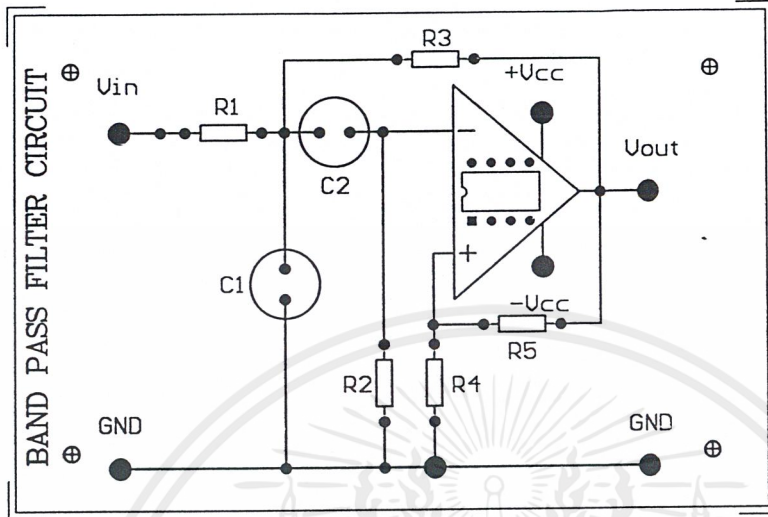 BAND PASS FILTER CIRCUIT
R3
Vin
+Vcc
R1
Vout
C2
C1
-Vcc
R5
R2
R4
GND
GND